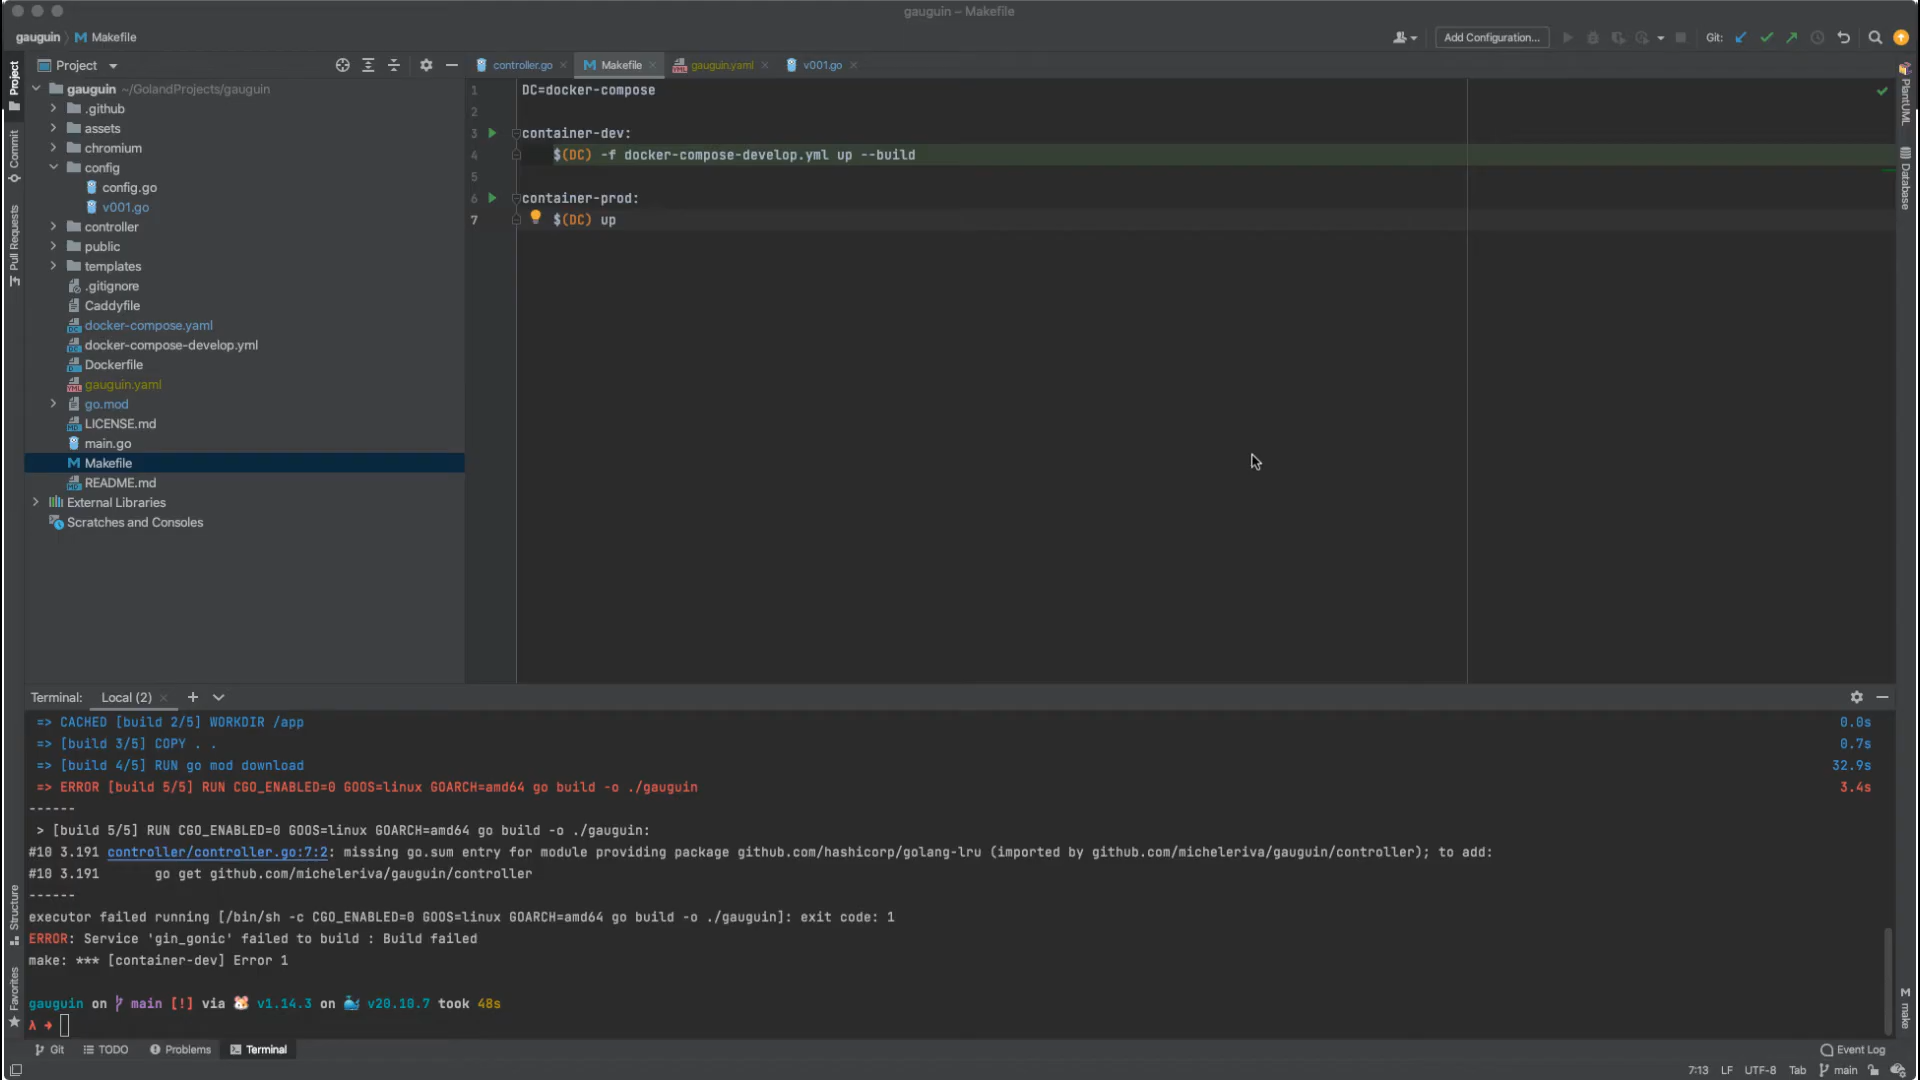 gauguin – Makefile
gauguin Makefile
Add Configuration...
Git:
Project
controller.go
Makefile
gauguin.yaml
v001.go
Project
Commit
Pull Requests
Structure
Favorites
gauguin ~/GolandProjects/gauguin
.github
assets
chromium
config
config.go
v001.go
controller
public
templates
.gitignore
Caddyfile
docker-compose.yaml
docker-compose-develop.yml
Dockerfile
gauguin.yaml
go.mod
LICENSE.md
main.go
Makefile
README.md
External Libraries
Scratches and Consoles
1 DC=docker-compose
2
3 container-dev:
4 $(DC) -f docker-compose-develop.yml up --build
5
6 container-prod:
7 $(DC) up
PlantUML
Database
make
Terminal: Local (2)
=> CACHED [build 2/5] WORKDIR /app 0.0s
=> [build 3/5] COPY . . 0.7s
=> [build 4/5] RUN go mod download 32.9s
=> ERROR [build 5/5] RUN CGO_ENABLED=0 GOOS=linux GOARCH=amd64 go build -o ./gauguin 3.4s
------
> [build 5/5] RUN CGO_ENABLED=0 GOOS=linux GOARCH=amd64 go build -o ./gauguin:
#10 3.191 controller/controller.go:7:2: missing go.sum entry for module providing package github.com/hashicorp/golang-lru (imported by github.com/micheleriva/gauguin/controller); to add:
#10 3.191 go get github.com/micheleriva/gauguin/controller
------
executor failed running [/bin/sh -c CGO_ENABLED=0 GOOS=linux GOARCH=amd64 go build -o ./gauguin]: exit code: 1
ERROR: Service 'gin_gonic' failed to build : Build failed
make: *** [container-dev] Error 1
gauguin on main [!] via v1.14.3 on v20.10.7 took 48s
λ ➜
Git TODO Problems Terminal
Event Log
7:13 LF UTF-8 Tab main